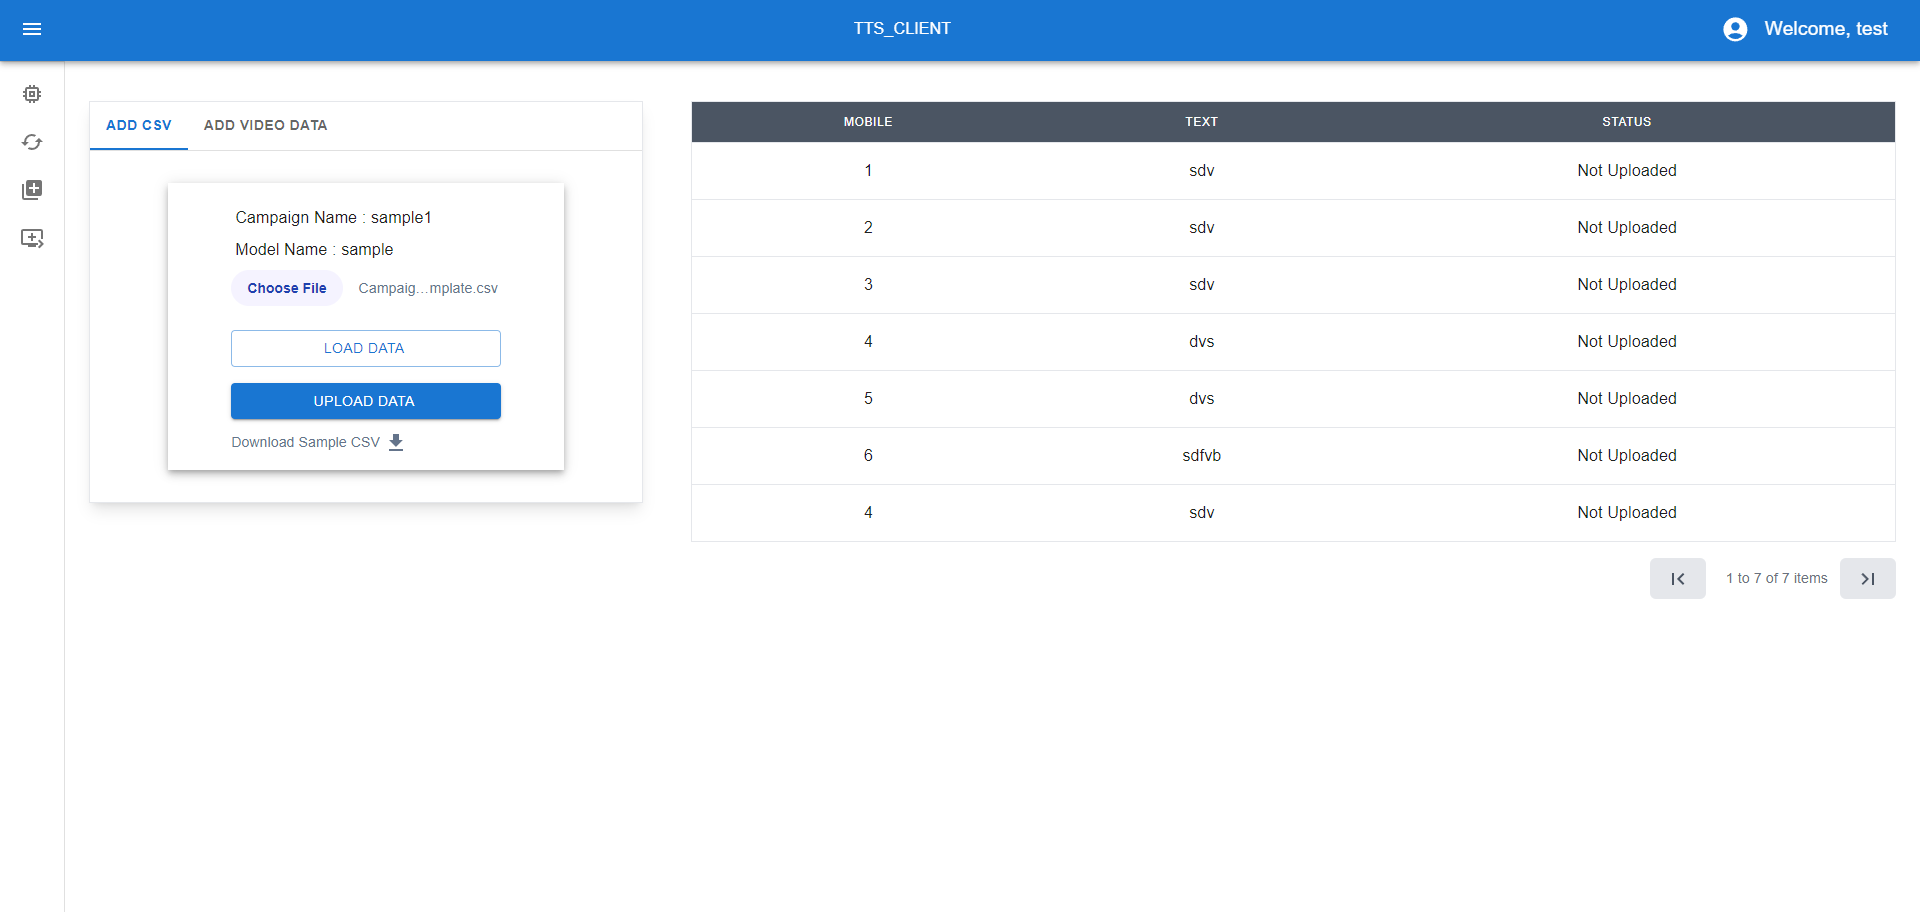 TTS_CLIENT
Welcome, test
ADD CSV ADD VIDEO DATA
Campaign Name : sample1
Model Name : sample
Choose File Campaig...mplate.csv
LOAD DATA
UPLOAD DATA
Download Sample CSV
MOBILE TEXT STATUS
1 sdv Not Uploaded
2 sdv Not Uploaded
3 sdv Not Uploaded
4 dvs Not Uploaded
5 dvs Not Uploaded
6 sdfvb Not Uploaded
4 sdv Not Uploaded
1 to 7 of 7 items